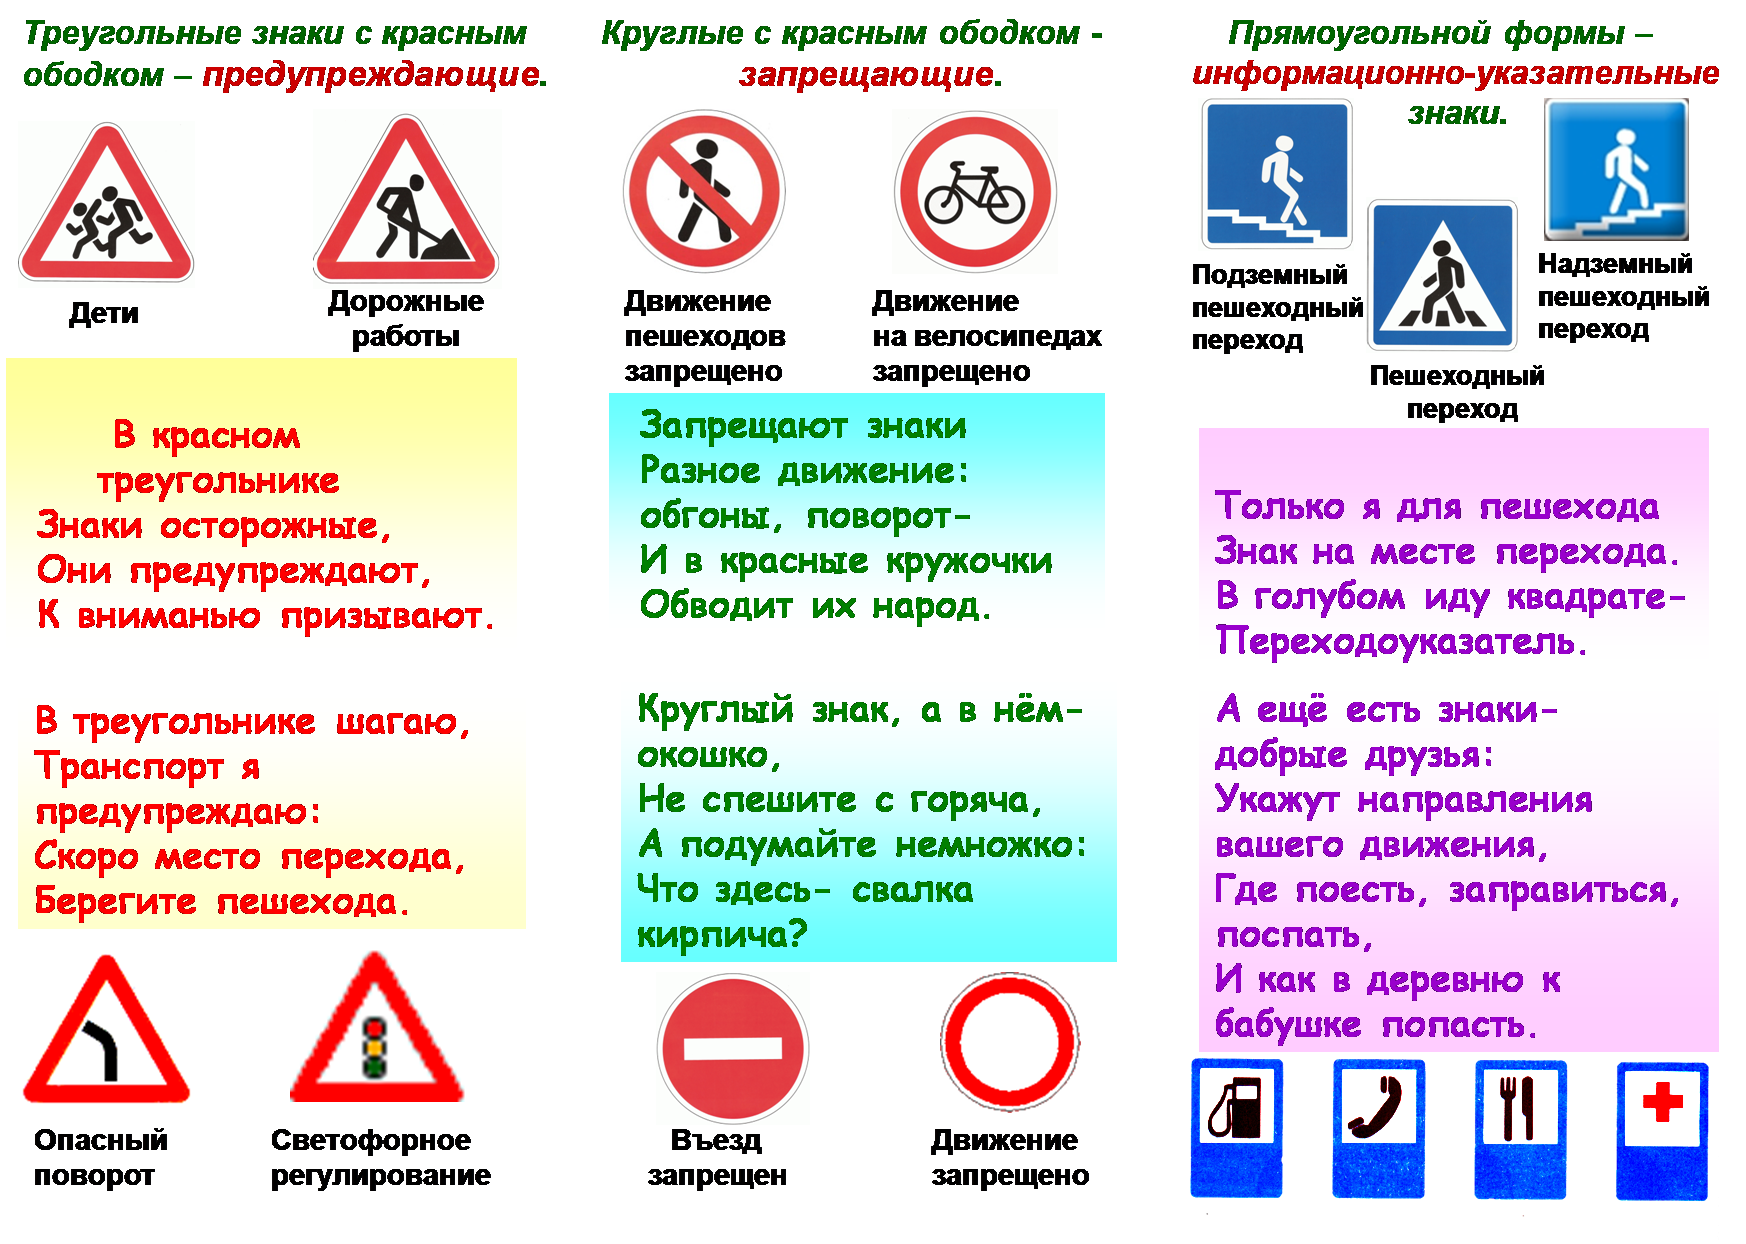 Треугольные знаки с красным
ободком – предупреждающие.
Дети
Дорожные
работы
В красном
треугольнике
Знаки осторожные,
Они предупреждают,
К вниманью призывают.
В треугольнике шагаю,
Транспорт я
предупреждаю:
Скоро место перехода,
Берегите пешехода.
Опасный
поворот
Светофорное
регулирование
Круглые с красным ободком -
запрещающие.
Движение
пешеходов
запрещено
Движение
на велосипедах
запрещено
Запрещают знаки
Разное движение:
обгоны, поворот-
И в красные кружочки
Обводит их народ.
Круглый знак, а в нём-
окошко,
Не спешите с горяча,
А подумайте немножко:
Что здесь- свалка
кирпича?
Въезд
запрещен
Движение
запрещено
Прямоугольной формы –
информационно-указательные
знаки.
Подземный
пешеходный
переход
Пешеходный
переход
Надземный
пешеходный
переход
Только я для пешехода
Знак на месте перехода.
В голубом иду квадрате-
Переходоуказатель.
А ещё есть знаки-
добрые друзья:
Укажут направления
вашего движения,
Где поесть, заправиться,
поспать,
И как в деревню к
бабушке попасть.